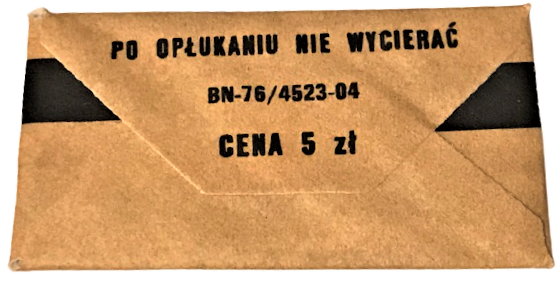 PO OPŁUKANIU NIE WYCIERAĆ
BN-76/4523-04
CENA 5 zł